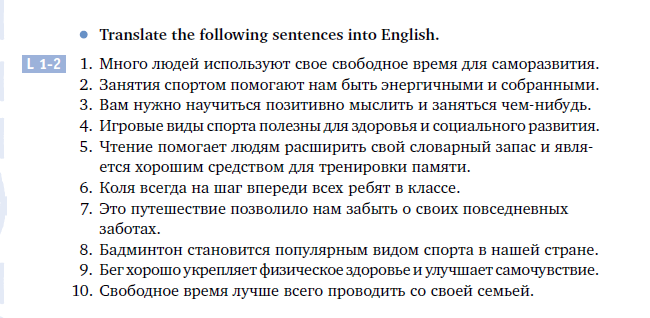 Translate the following sentences into English.
L 1-2
1. Много людей используют свое свободное время для саморазвития.
2. Занятия спортом помогают нам быть энергичными и собранными.
3. Вам нужно научиться позитивно мыслить и заняться чем-нибудь.
4. Игровые виды спорта полезны для здоровья и социального развития.
5. Чтение помогает людям расширить свой словарный запас и явля-
ется хорошим средством для тренировки памяти.
6. Коля всегда на шаг впереди всех ребят в классе.
7. Это путешествие позволило нам забыть о своих повседневных
заботах.
8. Бадминтон становится популярным видом спорта в нашей стране.
9. Бег хорошо укрепляет физическое здоровье и улучшает самочувствие.
10. Свободное время лучше всего проводить со своей семьей.